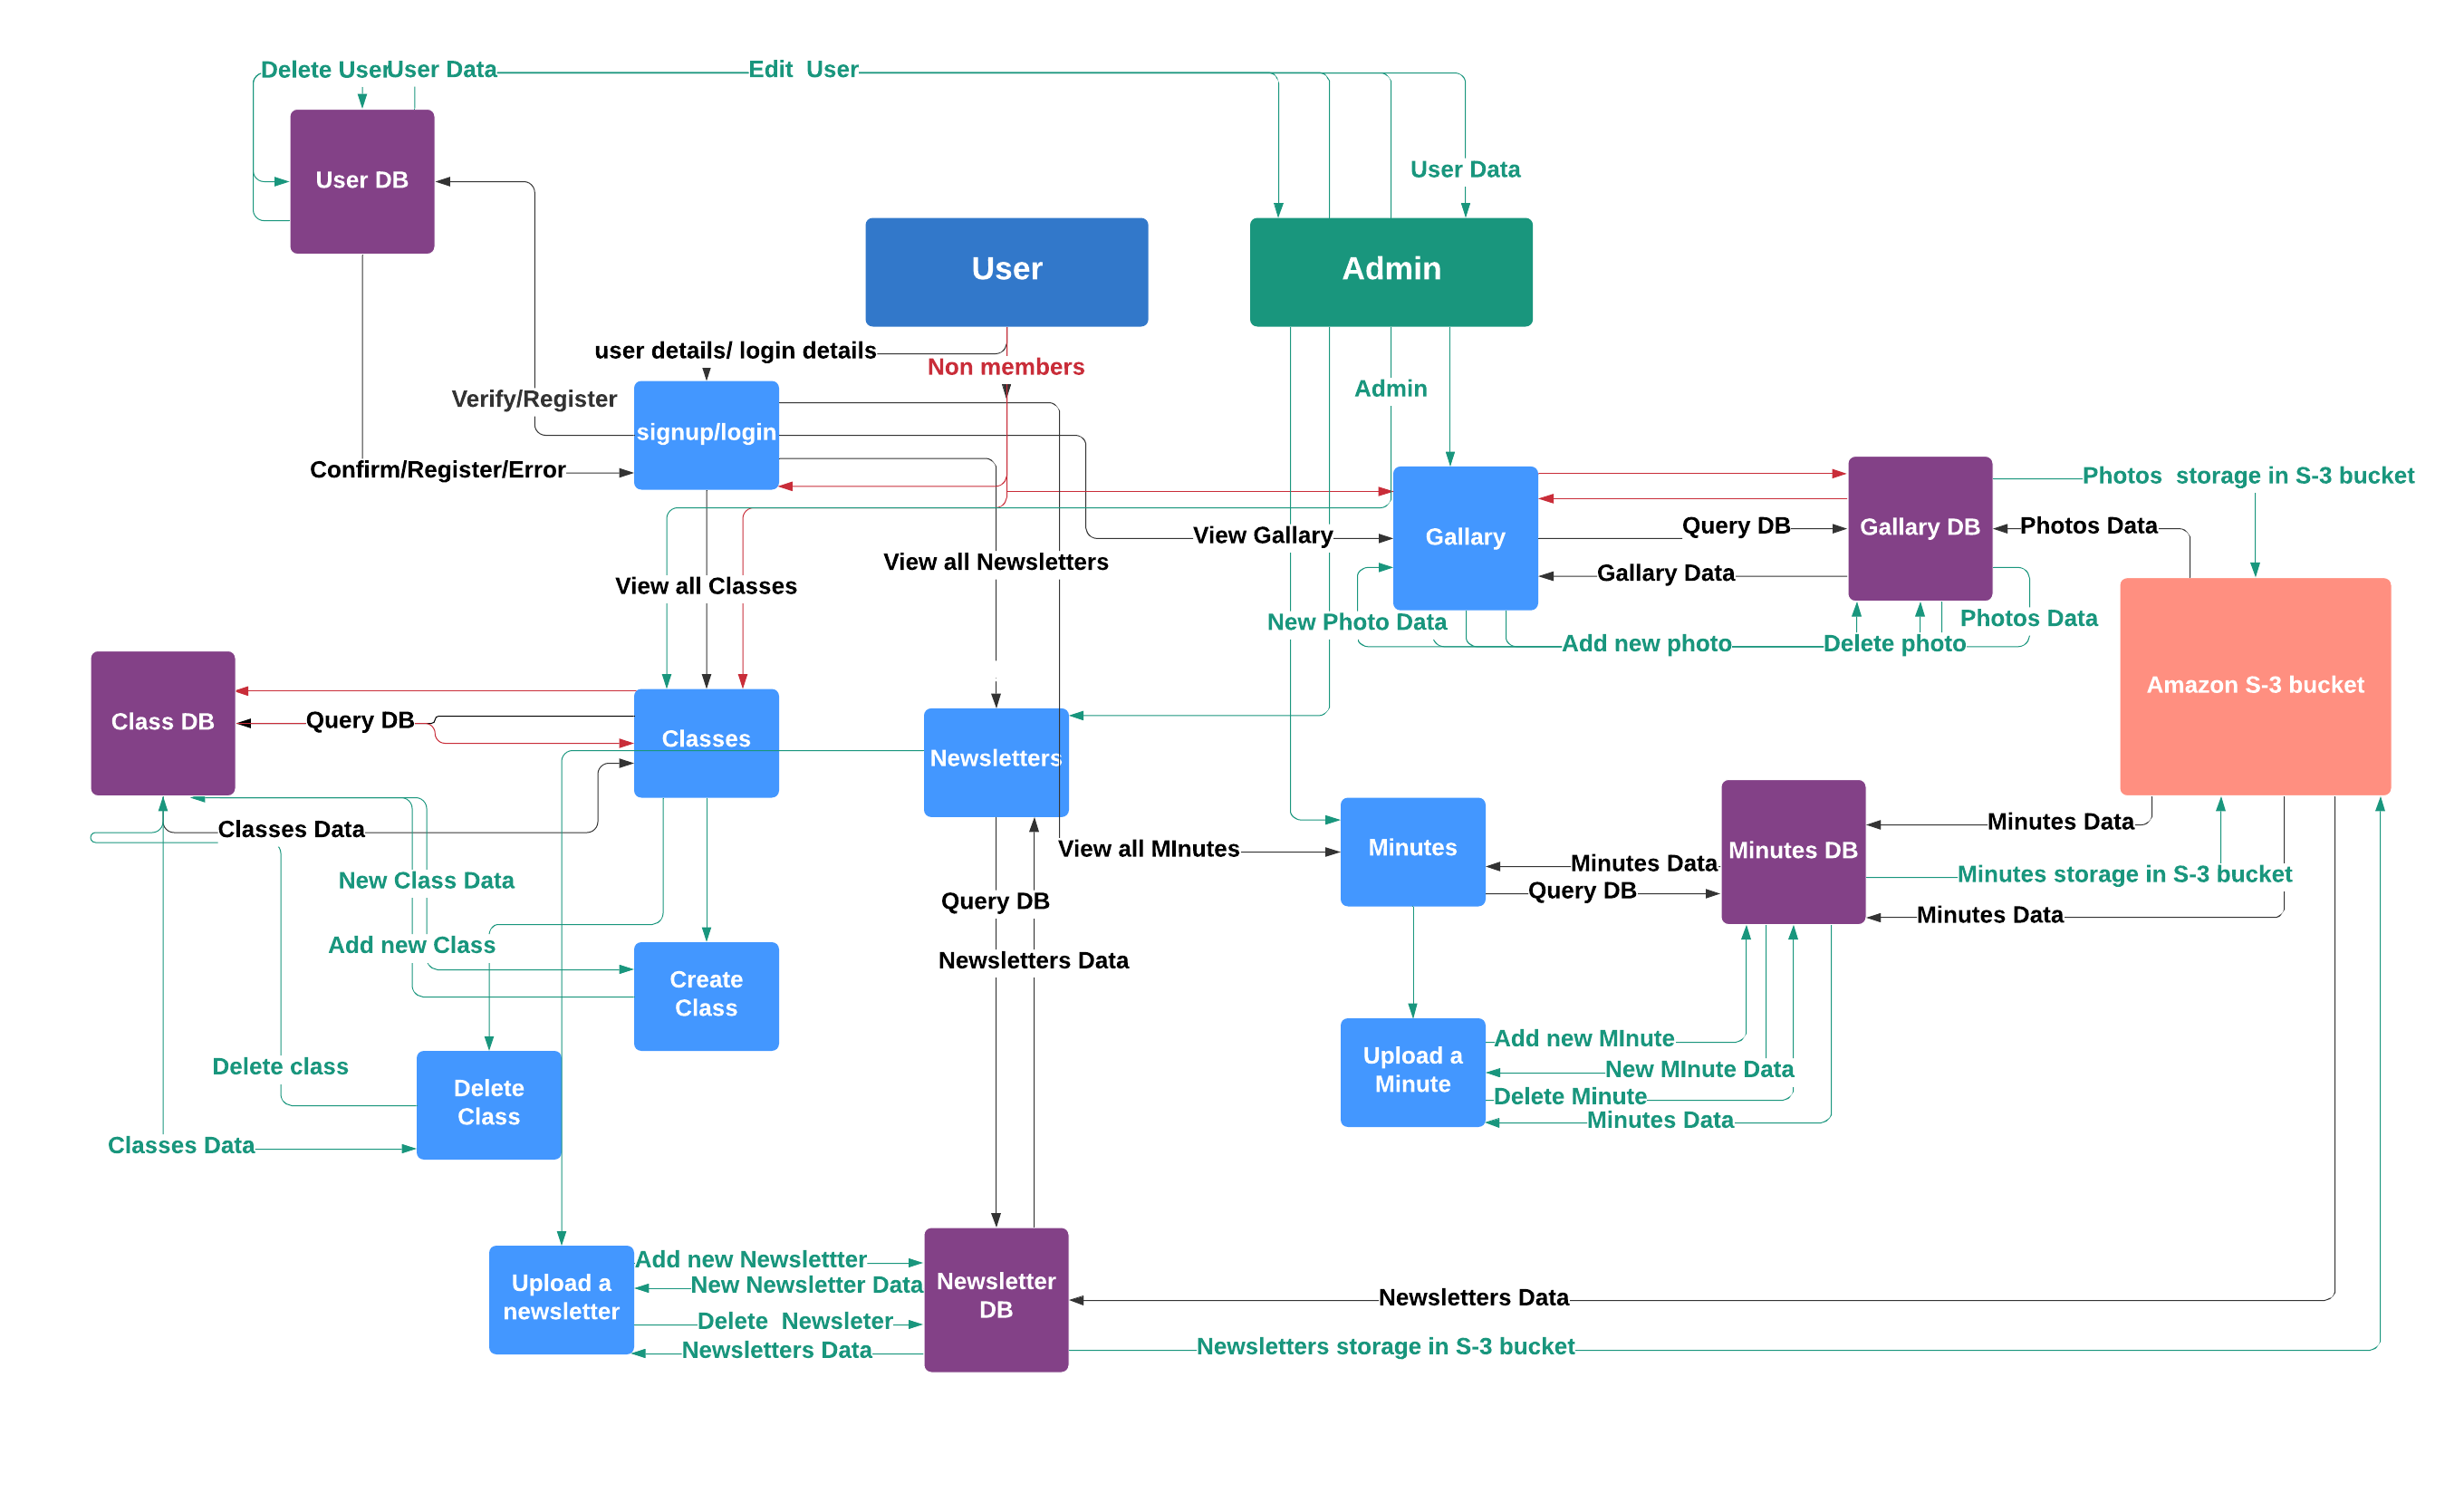 Delete User
User Data
Edit  User
User DB
User Data
User
Admin
user details/ login details
Non members
Admin
Verify/Register
signup/login
Confirm/Register/Error
Photos  storage in S-3 bucket
Query DB
Gallary DB
Photos Data
View Gallary
Gallary
View all Newsletters
Gallary Data
View all Classes
New Photo Data
Photos Data
Add new photo
Delete photo
Amazon S-3 bucket
Class DB
Query DB
Classes
Newsletters
Classes Data
Minutes Data
View all MInutes
Minutes
Minutes DB
Minutes Data
Minutes storage in S-3 bucket
New Class Data
Query DB
Query DB
Minutes Data
Add new Class
Newsletters Data
Create
Class
Add new MInute
Upload a
Minute
Delete class
New MInute Data
Delete
Class
Delete Minute
Minutes Data
Classes Data
Add new Newslettter
Upload a
newsletter
New Newsletter Data
Newsletter
DB
Newsletters Data
Delete  Newsleter
Newsletters Data
Newsletters storage in S-3 bucket